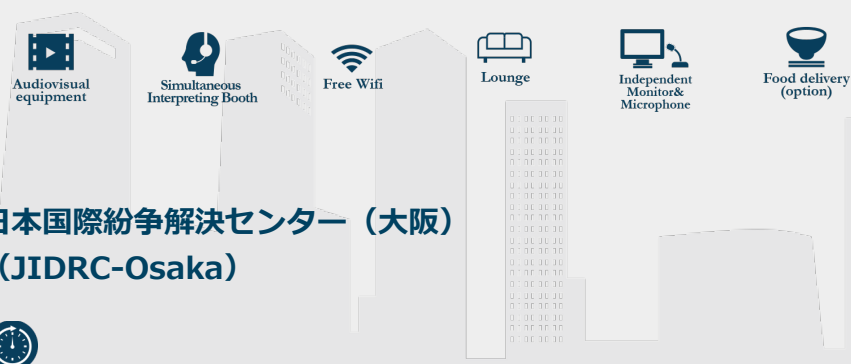 Audiovisual
equipment
Simultaneous
Interpreting Booth
Free Wifi
Lounge
Independent
Monitor&
Microphone
Food delivery
(option)
日本国際紛争解決センター（大阪）
（JIDRC-Osaka）